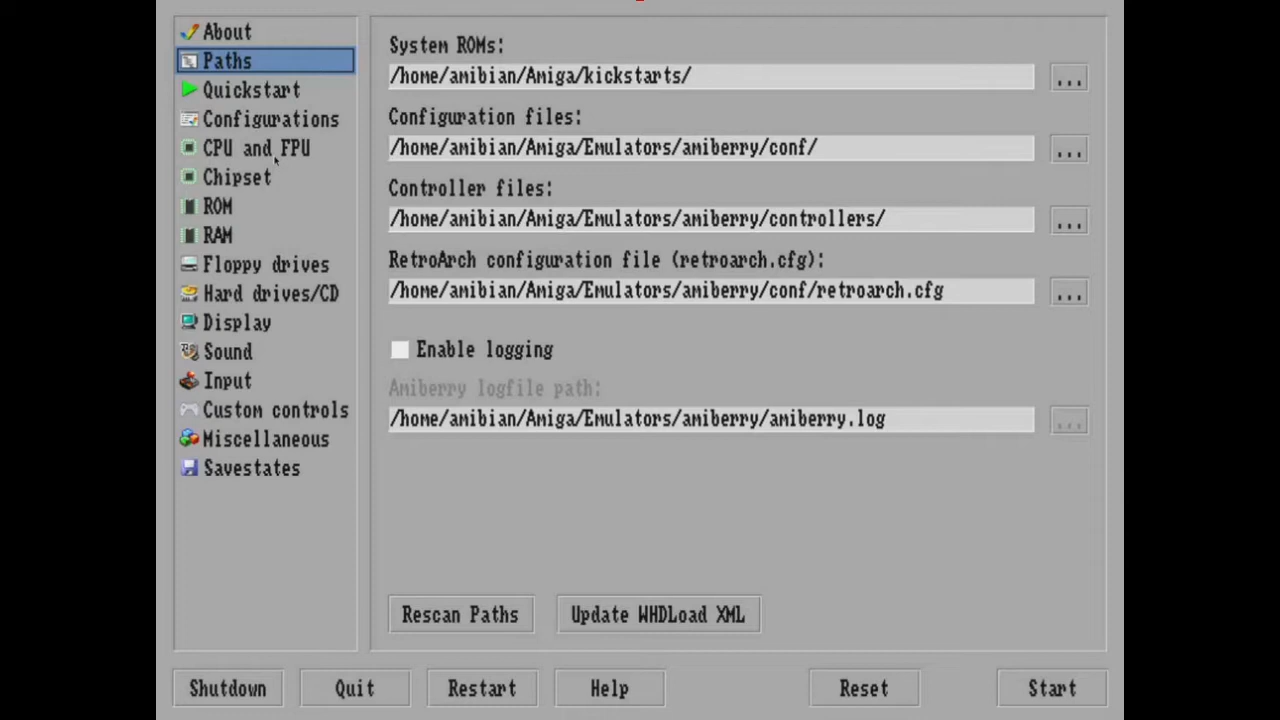 About
Paths
Quickstart
Configurations
CPU and FPU
Chipset
ROM
RAM
Floppy drives
Hard drives/CD
Display
Sound
Input
Custom controls
Miscellaneous
Savestates
System ROMs:
/home/amibian/Amiga/kickstarts/
...
Configuration files:
/home/amibian/Amiga/Emulators/amiberry/conf/
...
Controller files:
/home/amibian/Amiga/Emulators/amiberry/controllers/
...
RetroArch configuration file (retroarch.cfg):
/home/amibian/Amiga/Emulators/amiberry/conf/retroarch.cfg
...
Enable logging
Amiberry logfile path:
/home/amibian/Amiga/Emulators/amiberry/amiberry.log
...
Rescan Paths
Update WHDLoad XML
Shutdown
Quit
Restart
Help
Reset
Start